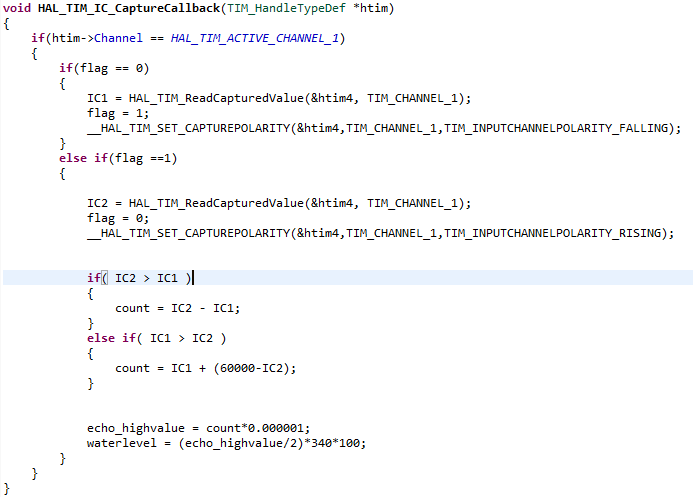 void HAL_TIM_IC_CaptureCallback(TIM_HandleTypeDef *htim)
{
    if(htim->Channel == HAL_TIM_ACTIVE_CHANNEL_1)
    {
        if(flag == 0)
        {
            IC1 = HAL_TIM_ReadCapturedValue(&htim4, TIM_CHANNEL_1);
            flag = 1;
            __HAL_TIM_SET_CAPTUREPOLARITY(&htim4,TIM_CHANNEL_1,TIM_INPUTCHANNELPOLARITY_FALLING);
        }
        else if(flag ==1)
        {
            IC2 = HAL_TIM_ReadCapturedValue(&htim4, TIM_CHANNEL_1);
            flag = 0;
            __HAL_TIM_SET_CAPTUREPOLARITY(&htim4,TIM_CHANNEL_1,TIM_INPUTCHANNELPOLARITY_RISING);
            if( IC2 > IC1 )
            {
                count = IC2 - IC1;
            }
            else if( IC1 > IC2 )
            {
                count = IC1 + (60000-IC2);
            }
            echo_highvalue = count*0.000001;
            waterlevel = (echo_highvalue/2)*340*100;
        }
    }
}